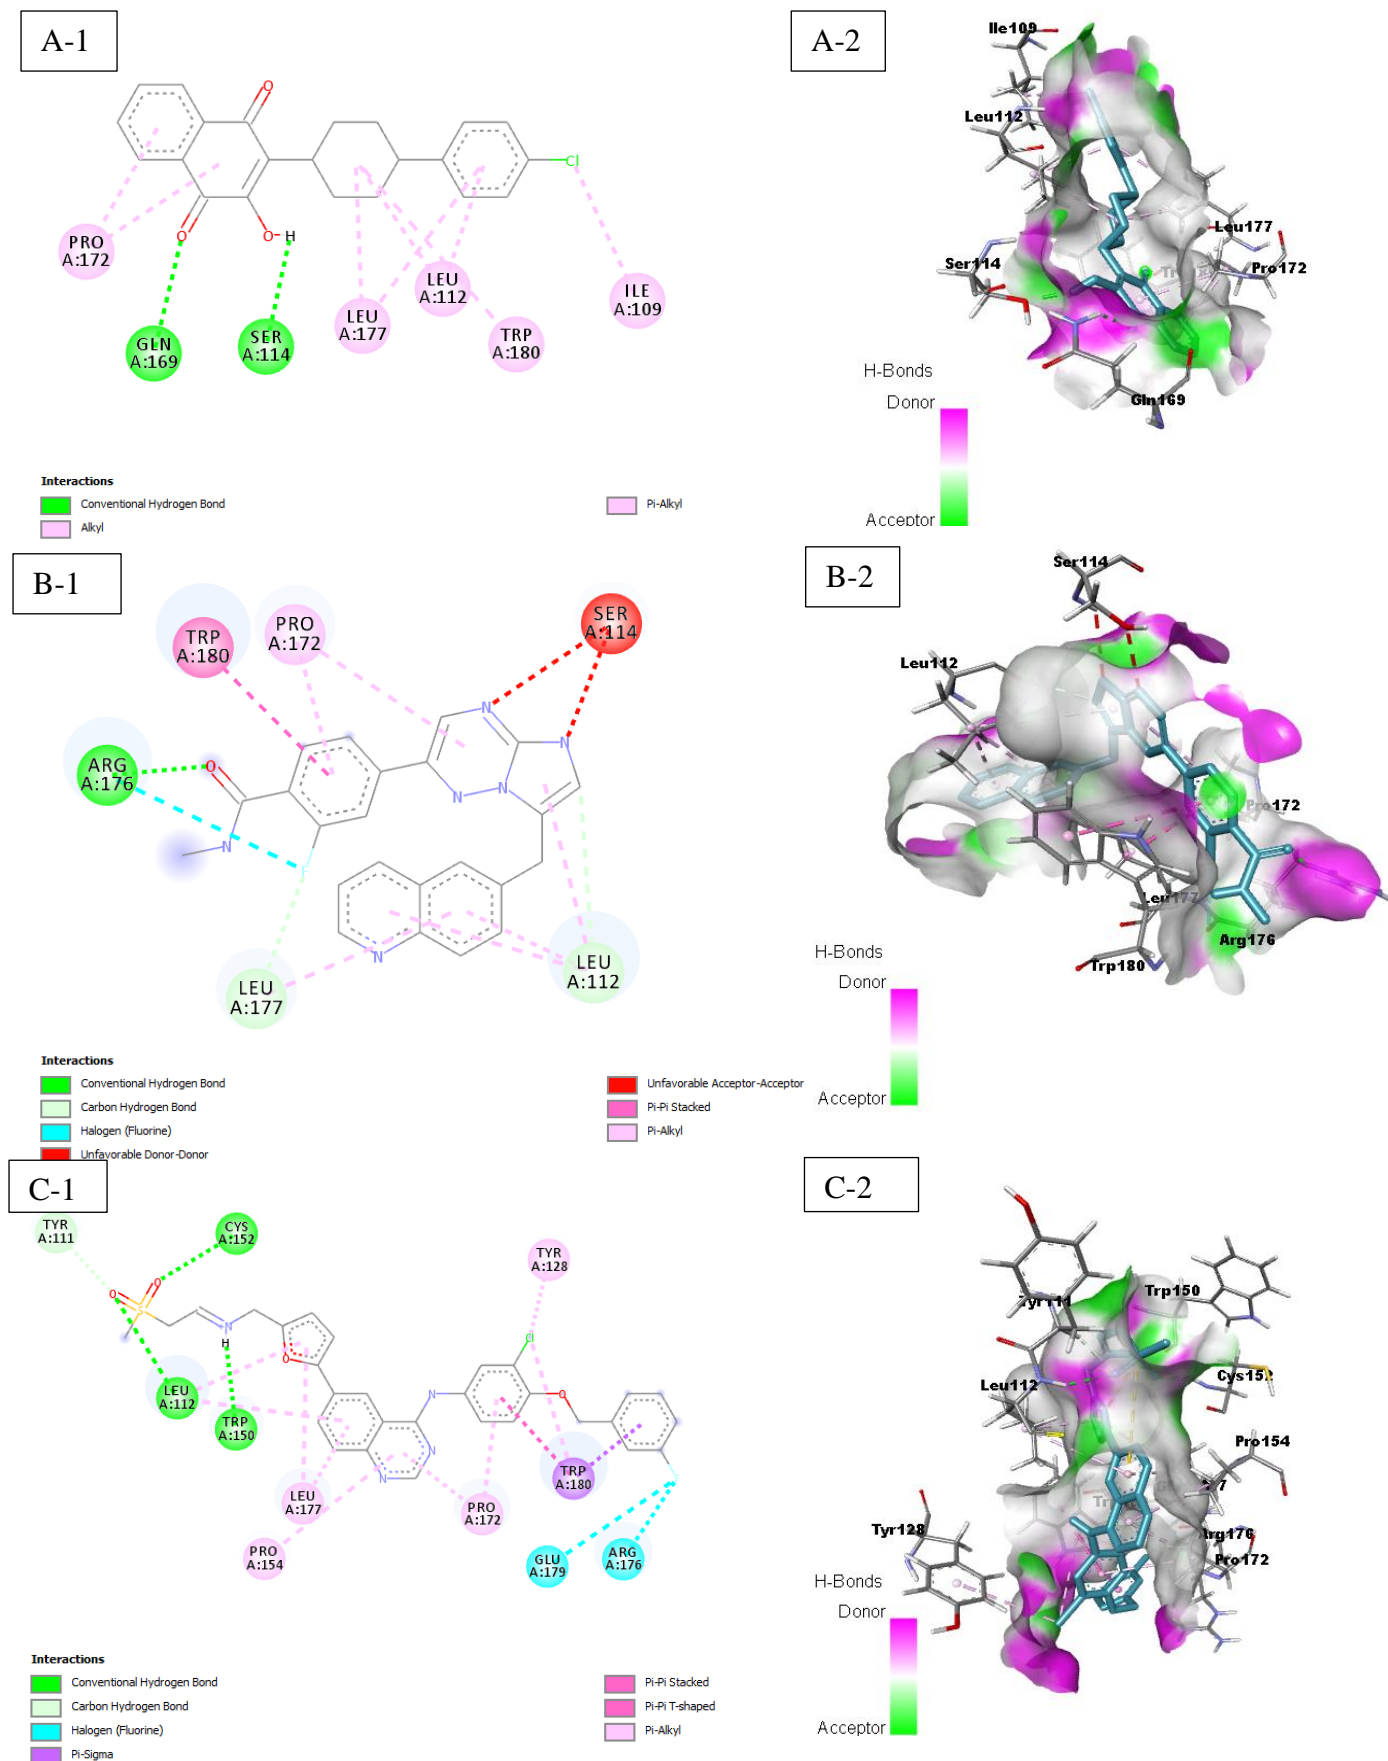 A-1
O
O
O-H
Cl
PRO
A:172
GLN
A:169
SER
A:114
LEU
A:177
LEU
A:112
TRP
A:180
ILE
A:109
Interactions
Conventional Hydrogen Bond
Alkyl
Pi-Alkyl
A-2
Ile109
Leu112
Leu177
Ser114
Pro172
Gln169
H-Bonds
Donor
Acceptor
B-1
TRP
A:180
PRO
A:172
SER
A:114
ARG
A:176
O
N
F
N
N
N
N
N
LEU
A:177
LEU
A:112
Interactions
Conventional Hydrogen Bond
Carbon Hydrogen Bond
Halogen (Fluorine)
Unfavorable Donor-Donor
Unfavorable Acceptor-Acceptor
Pi-Pi Stacked
Pi-Alkyl
B-2
Ser114
Leu112
Pro172
Leu177
Arg176
Trp180
H-Bonds
Donor
Acceptor
C-1
TYR
A:111
CYS
A:152
TYR
A:128
O
O
S
N
H
O
Cl
O
N
N
N
LEU
A:112
TRP
A:150
LEU
A:177
PRO
A:154
PRO
A:172
TRP
A:180
GLU
A:179
ARG
A:176
Interactions
Conventional Hydrogen Bond
Carbon Hydrogen Bond
Halogen (Fluorine)
Pi-Sigma
Pi-Pi Stacked
Pi-Pi T-shaped
Pi-Alkyl
C-2
Tyr111
Trp150
Leu112
Cys152
Pro154
Tyr128
Arg176
Pro172
H-Bonds
Donor
Acceptor